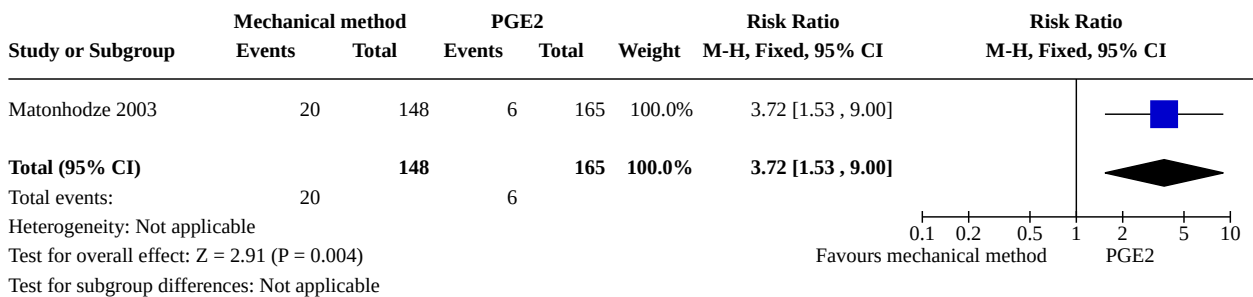 Mechanical method PGE2 Risk Ratio Risk Ratio
Study or Subgroup Events Total Events Total Weight M-H, Fixed, 95% CI M-H, Fixed, 95% CI
Matonhodze 2003 20 148 6 165 100.0% 3.72 [1.53 , 9.00]
Total (95% CI) 148 165 100.0% 3.72 [1.53 , 9.00]
Total events: 20 6
Heterogeneity: Not applicable
0.1 0.2 0.5 1 2 5 10
Test for overall effect: Z = 2.91 (P = 0.004) Favours mechanical method PGE2
Test for subgroup differences: Not applicable